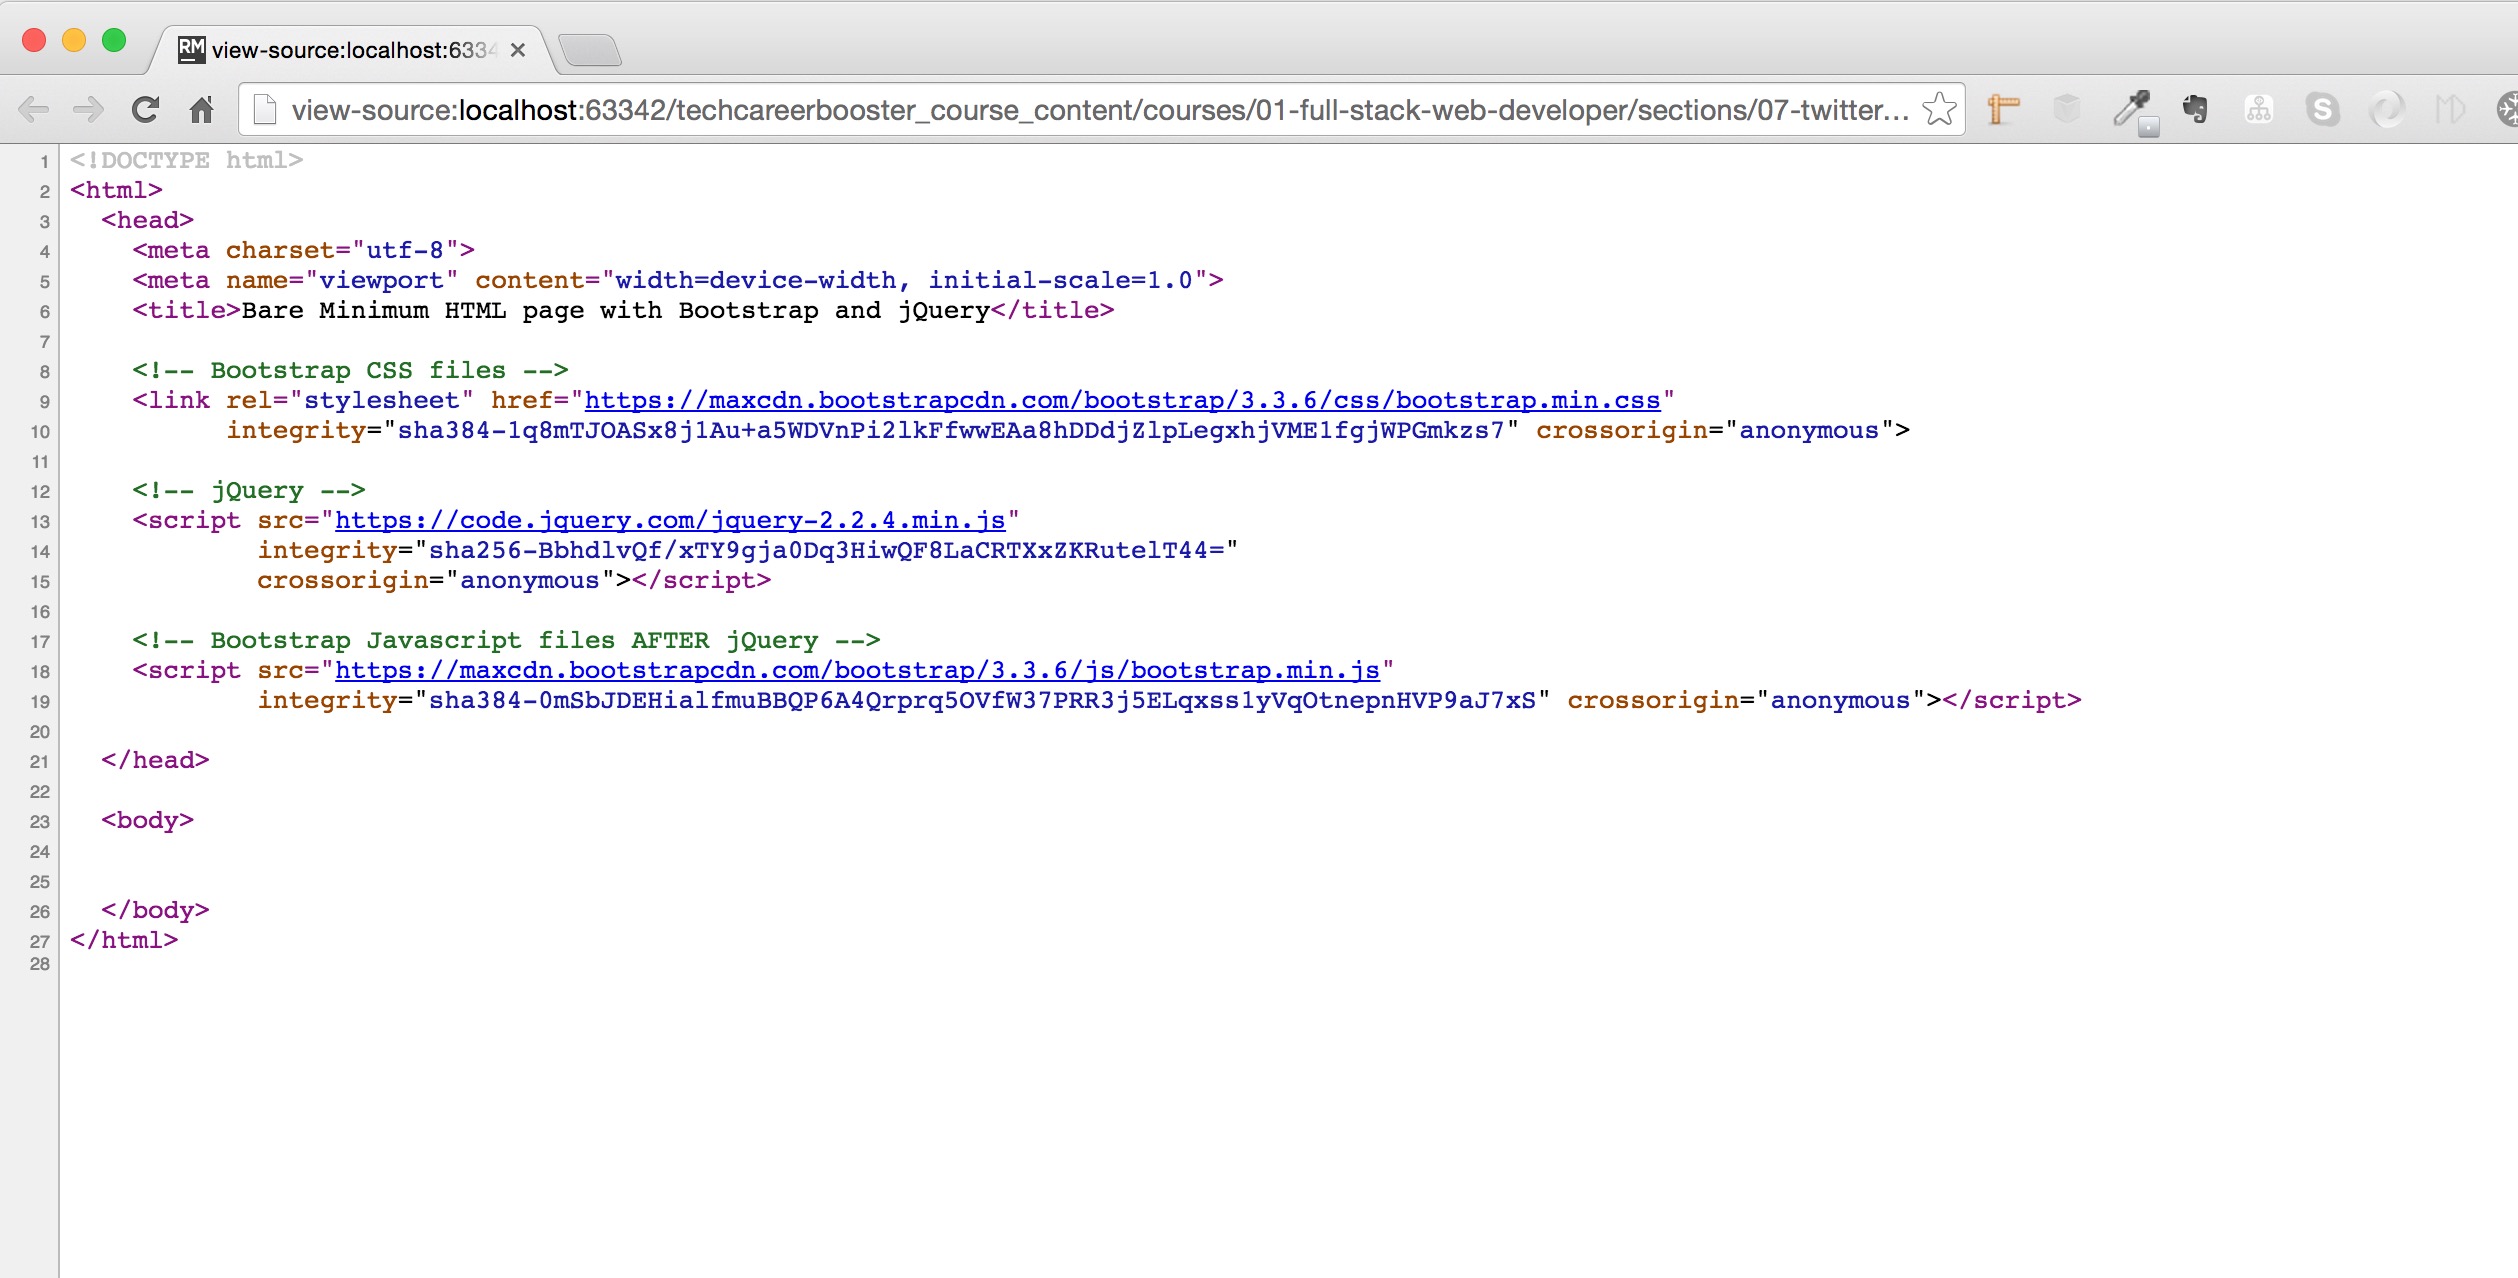 RM view-source:localhost:6334
view-source:localhost:63342/techcareerbooster_course_content/courses/01-full-stack-web-developer/sections/07-twitter...
1 <!DOCTYPE html>
2 <html>
3 <head>
4 <meta charset="utf-8">
5 <meta name="viewport" content="width=device-width, initial-scale=1.0">
6 <title>Bare Minimum HTML page with Bootstrap and jQuery</title>
7
8 <!-- Bootstrap CSS files -->
9 <link rel="stylesheet" href="https://maxcdn.bootstrapcdn.com/bootstrap/3.3.6/css/bootstrap.min.css"
10 integrity="sha384-1q8mTJOASx8j1Au+a5WDVnPi2lkFfwwEAa8hDDdjZlpLegxhjVME1fgjWPGmkzs7" crossorigin="anonymous">
11
12 <!-- jQuery -->
13 <script src="https://code.jquery.com/jquery-2.2.4.min.js"
14 integrity="sha256-BbhdlvQf/xTY9gja0Dq3HiwQF8LaCRTXxZKRutelT44="
15 crossorigin="anonymous"></script>
16
17 <!-- Bootstrap Javascript files AFTER jQuery -->
18 <script src="https://maxcdn.bootstrapcdn.com/bootstrap/3.3.6/js/bootstrap.min.js"
19 integrity="sha384-0mSbJDEHialfmuBBQP6A4Qrprq5OVfW37PRR3j5ELqxss1yVqOtnepnHVP9aJ7xS" crossorigin="anonymous"></script>
20
21 </head>
22
23 <body>
24
25
26 </body>
27 </html>
28